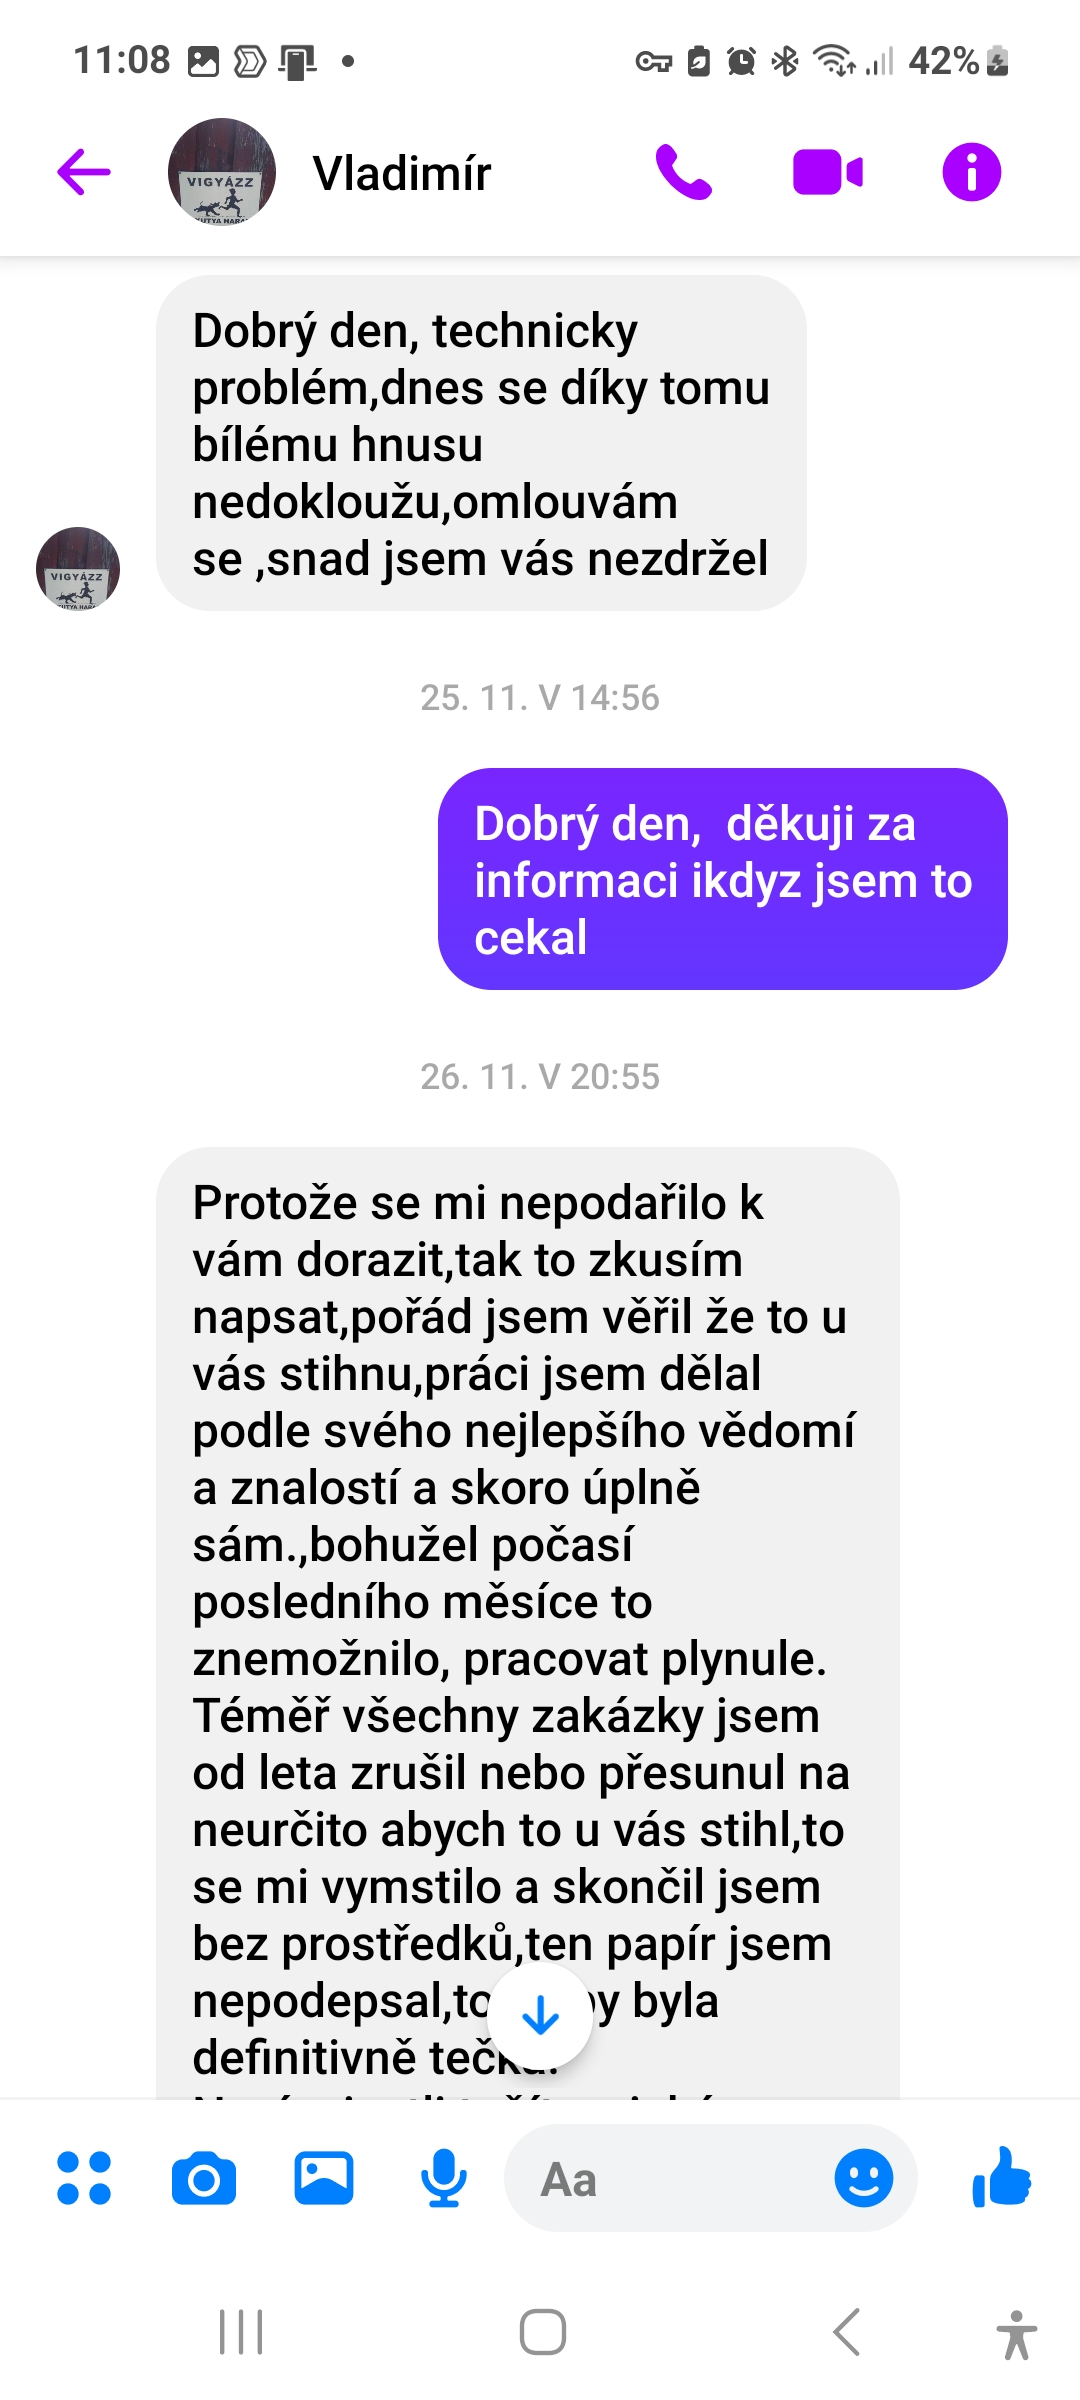 11:08
42%
Vladimír
VIGYÁZZ
Dobrý den, technicky
problém,dnes se díky tomu
bílému hnusu
nedokloužu,omlouvám
se ,snad jsem vás nezdržel
VIGYÁZZ
25. 11. V 14:56
Dobrý den,  děkuji za
informaci ikdyz jsem to
cekal
26. 11. V 20:55
Protože se mi nepodařilo k
vám dorazit,tak to zkusím
napsat,pořád jsem věřil že to u
vás stihnu,práci jsem dělal
podle svého nejlepšího vědomí
a znalostí a skoro úplně
sám.,bohužel počasí
posledního měsíce to
znemožnilo, pracovat plynule.
Téměř všechny zakázky jsem
od leta zrušil nebo přesunul na
neurčito abych to u vás stihl,to
se mi vymstilo a skončil jsem
bez prostředků,ten papír jsem
nepodepsal, byla
definitivně
Aa